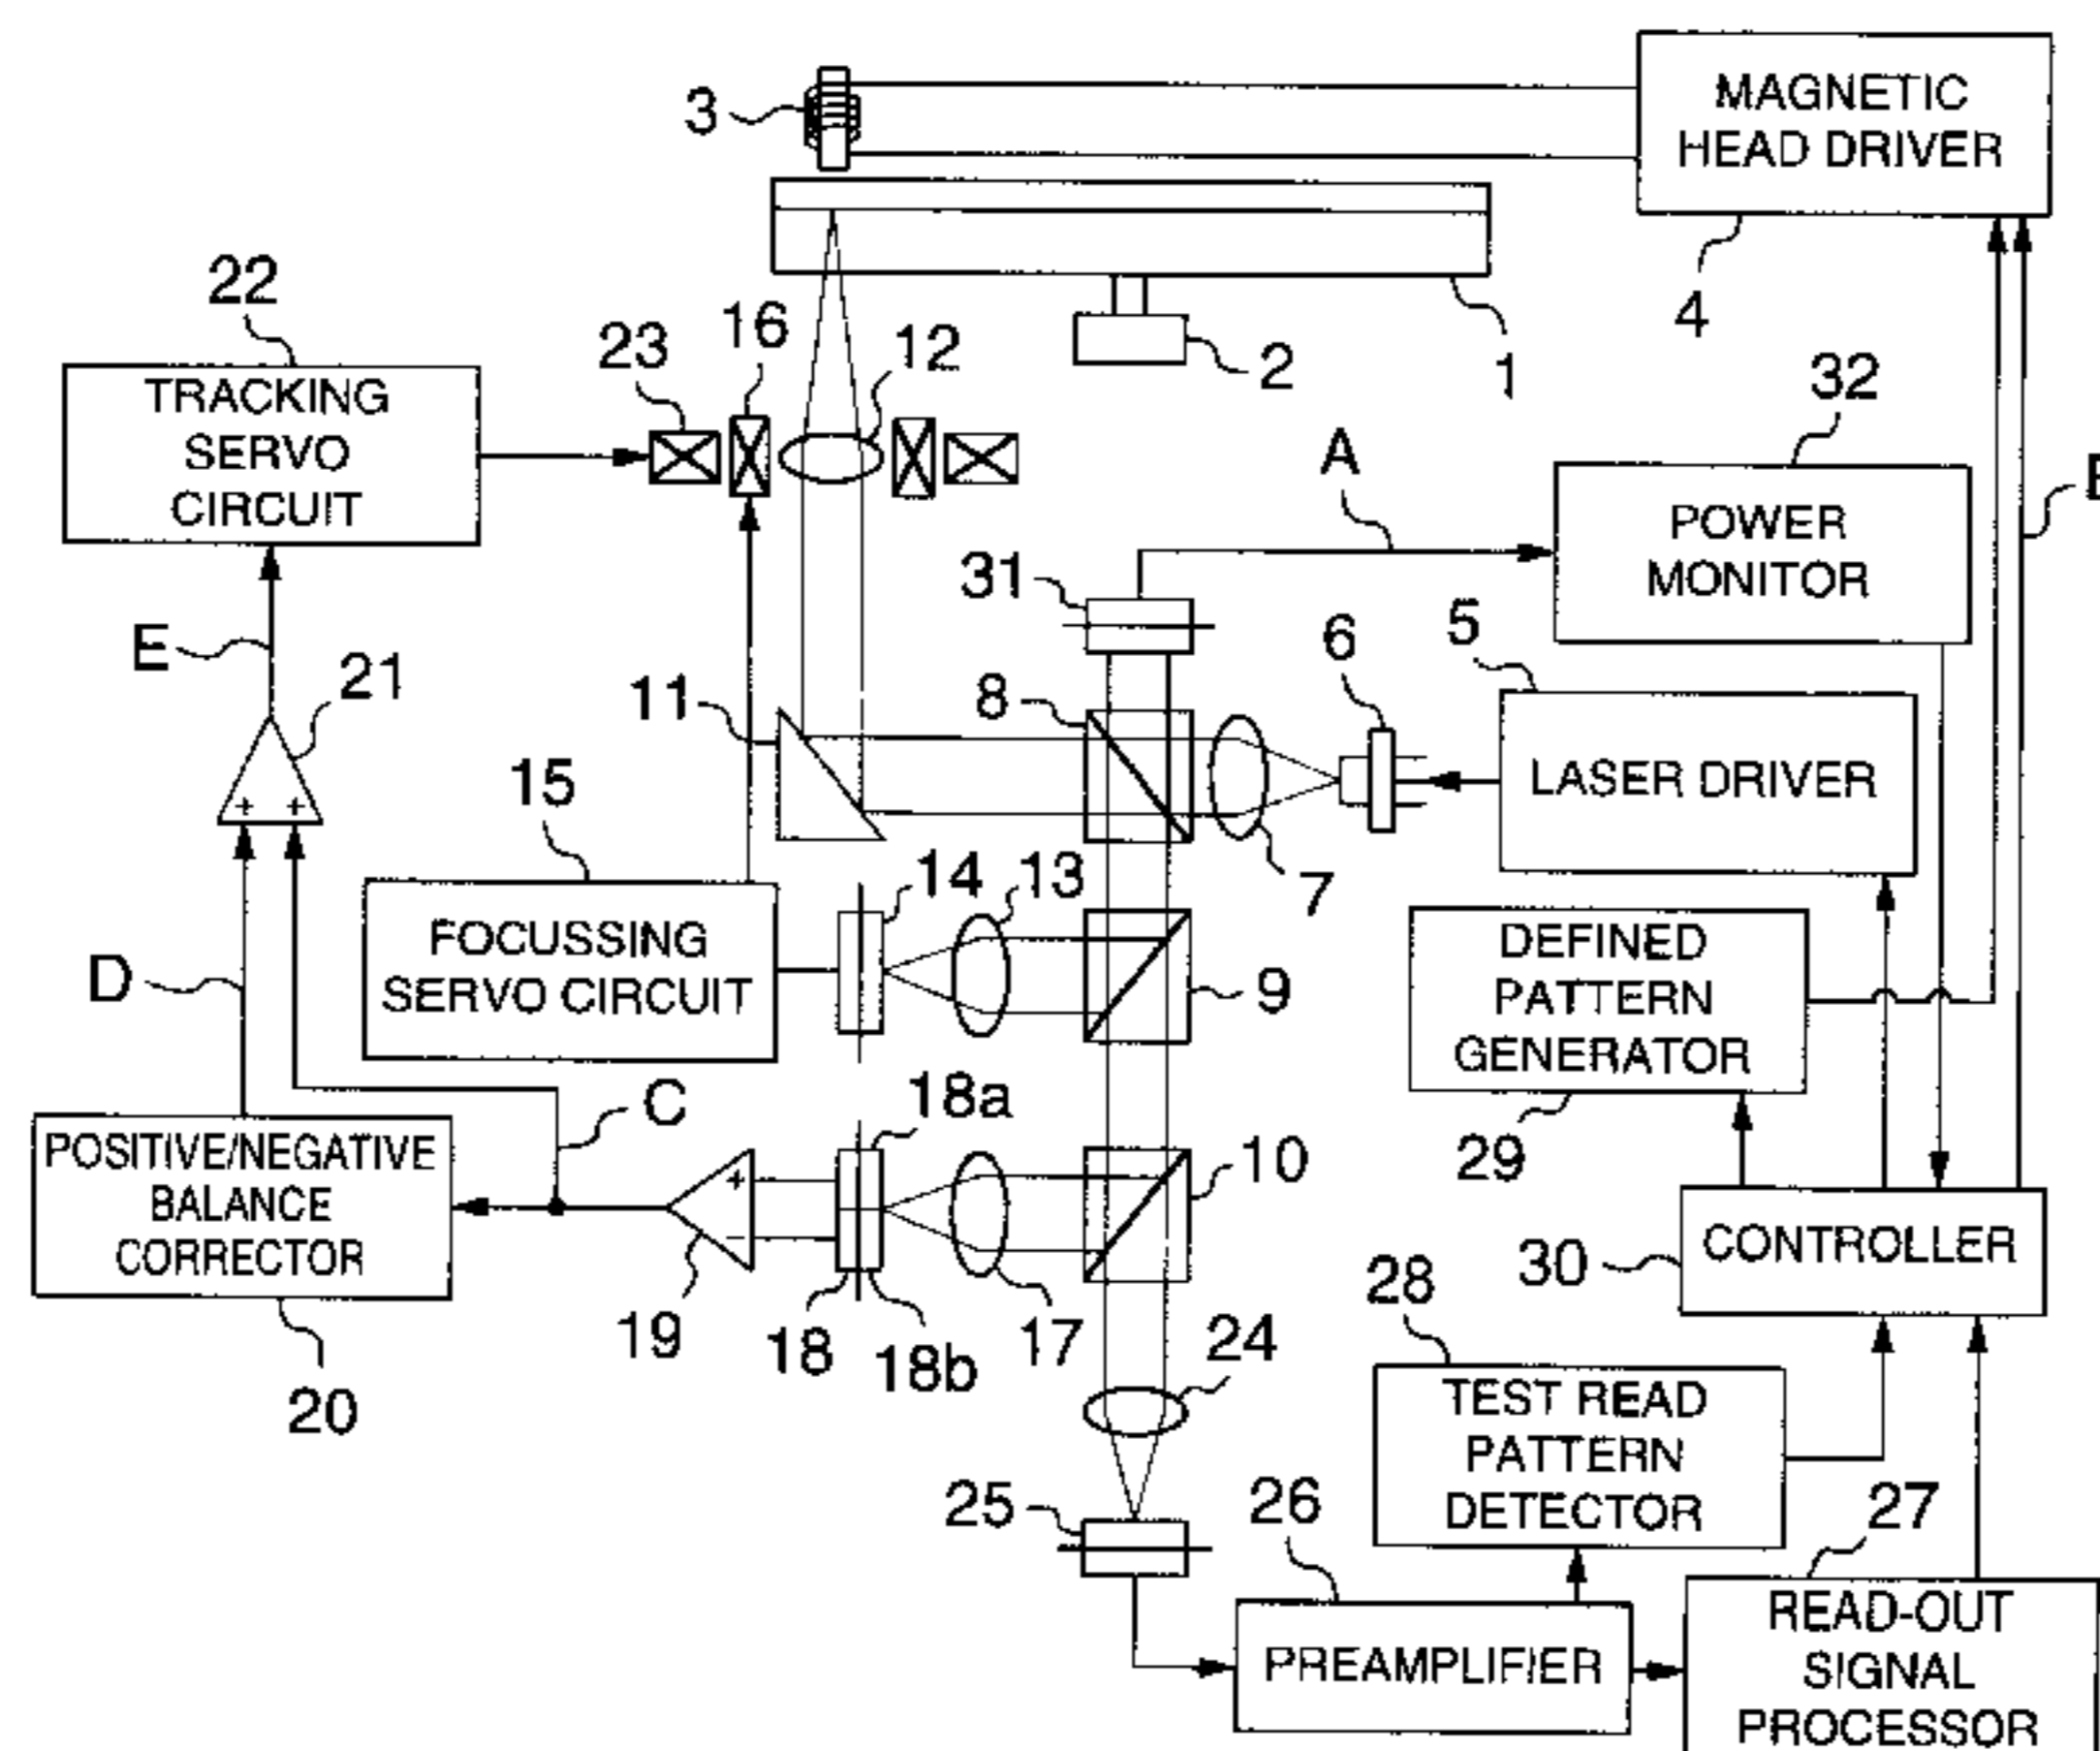 MAGNETIC
HEAD DRIVER
3
4
1
2
22
16
23
12
32
TRACKING
SERVO
CIRCUIT
A
POWER
MONITOR
31
E
21
11
8
6
5
LASER DRIVER
15
14
13
7
FOCUSSING
SERVO CIRCUIT
DEFINED
PATTERN
GENERATOR
9
D
C
18a
29
10
POSITIVE/NEGATIVE
BALANCE
CORRECTOR
+
-
+ +
CONTROLLER
30
28
19
18
18b
17
24
20
TEST READ
PATTERN
DETECTOR
25
26
27
PREAMPLIFIER
READ-OUT
SIGNAL
PROCESSOR